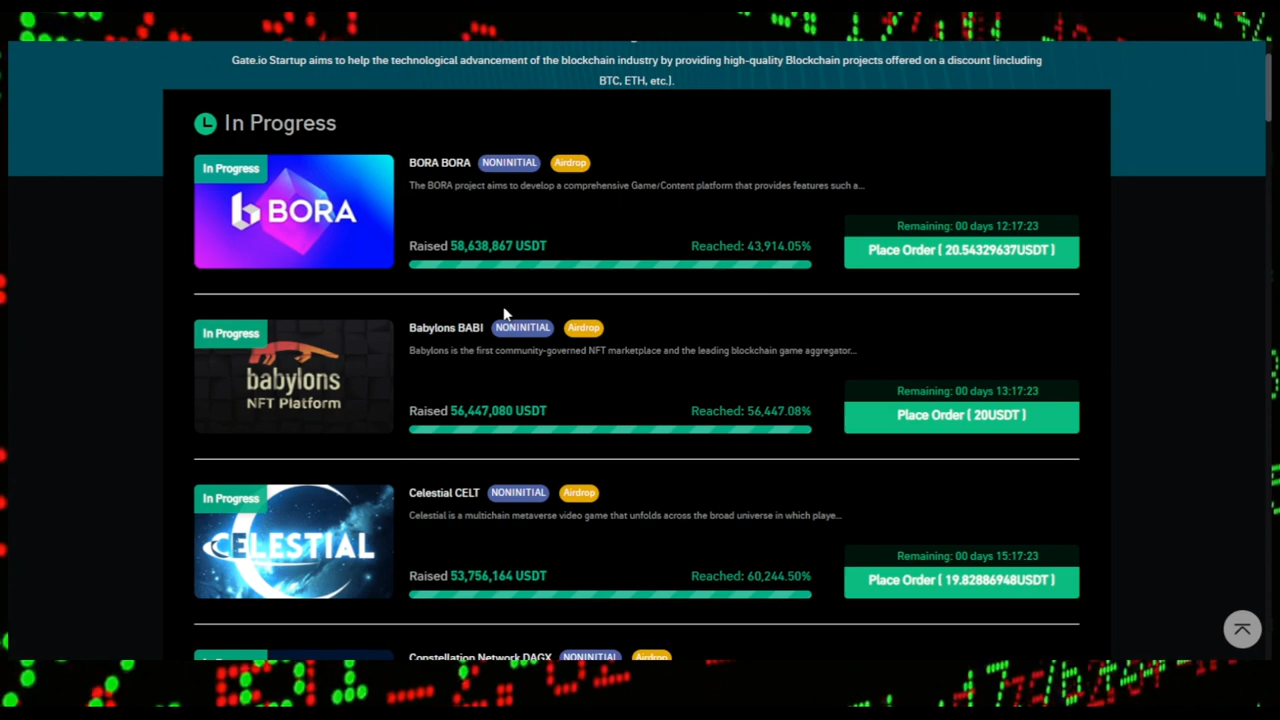 Gate.io Startup aims to help the technological advancement of the blockchain industry by providing high-quality Blockchain projects offered on a discount (including
BTC, ETH, etc.).
In Progress
In Progress
BORA
BORA BORA NONINITIAL Airdrop
The BORA project aims to develop a comprehensive Game/Content platform that provides features such a...
Raised 58,638,867 USDT Reached: 43,914.05%
Remaining: 00 days 12:17:23
Place Order ( 20.54329637USDT )
In Progress
babylons
NFT Platform
Babylons BABI NONINITIAL Airdrop
Babylons is the first community-governed NFT marketplace and the leading blockchain game aggregator...
Raised 56,447,080 USDT Reached: 56,447.08%
Remaining: 00 days 13:17:23
Place Order ( 20USDT )
In Progress
CELESTIAL
Celestial CELT NONINITIAL Airdrop
Celestial is a multichain metaverse video game that unfolds across the broad universe in which playe...
Raised 53,756,164 USDT Reached: 60,244.50%
Remaining: 00 days 15:17:23
Place Order ( 19.82886948USDT )
Constellation Network DAGX NONINITIAL Airdrop